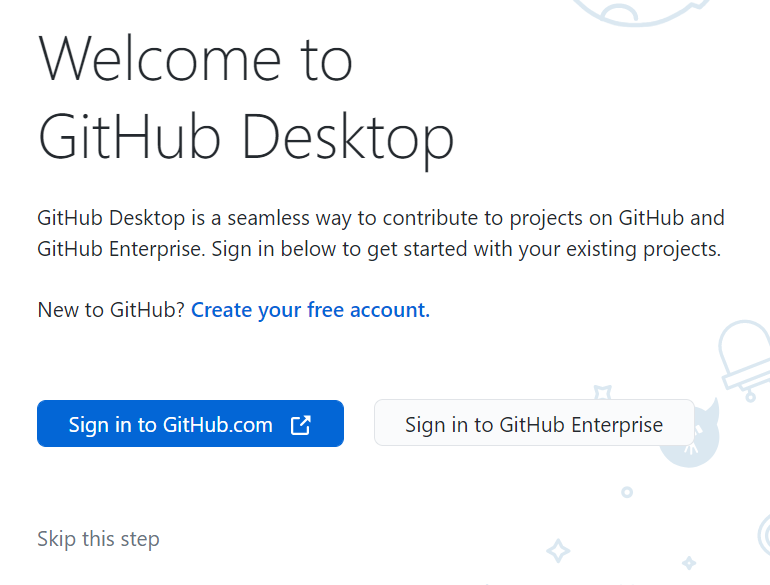 Welcome to
GitHub Desktop
GitHub Desktop is a seamless way to contribute to projects on GitHub and
GitHub Enterprise. Sign in below to get started with your existing projects.
New to GitHub? Create your free account.
Sign in to GitHub.com
Sign in to GitHub Enterprise
Skip this step